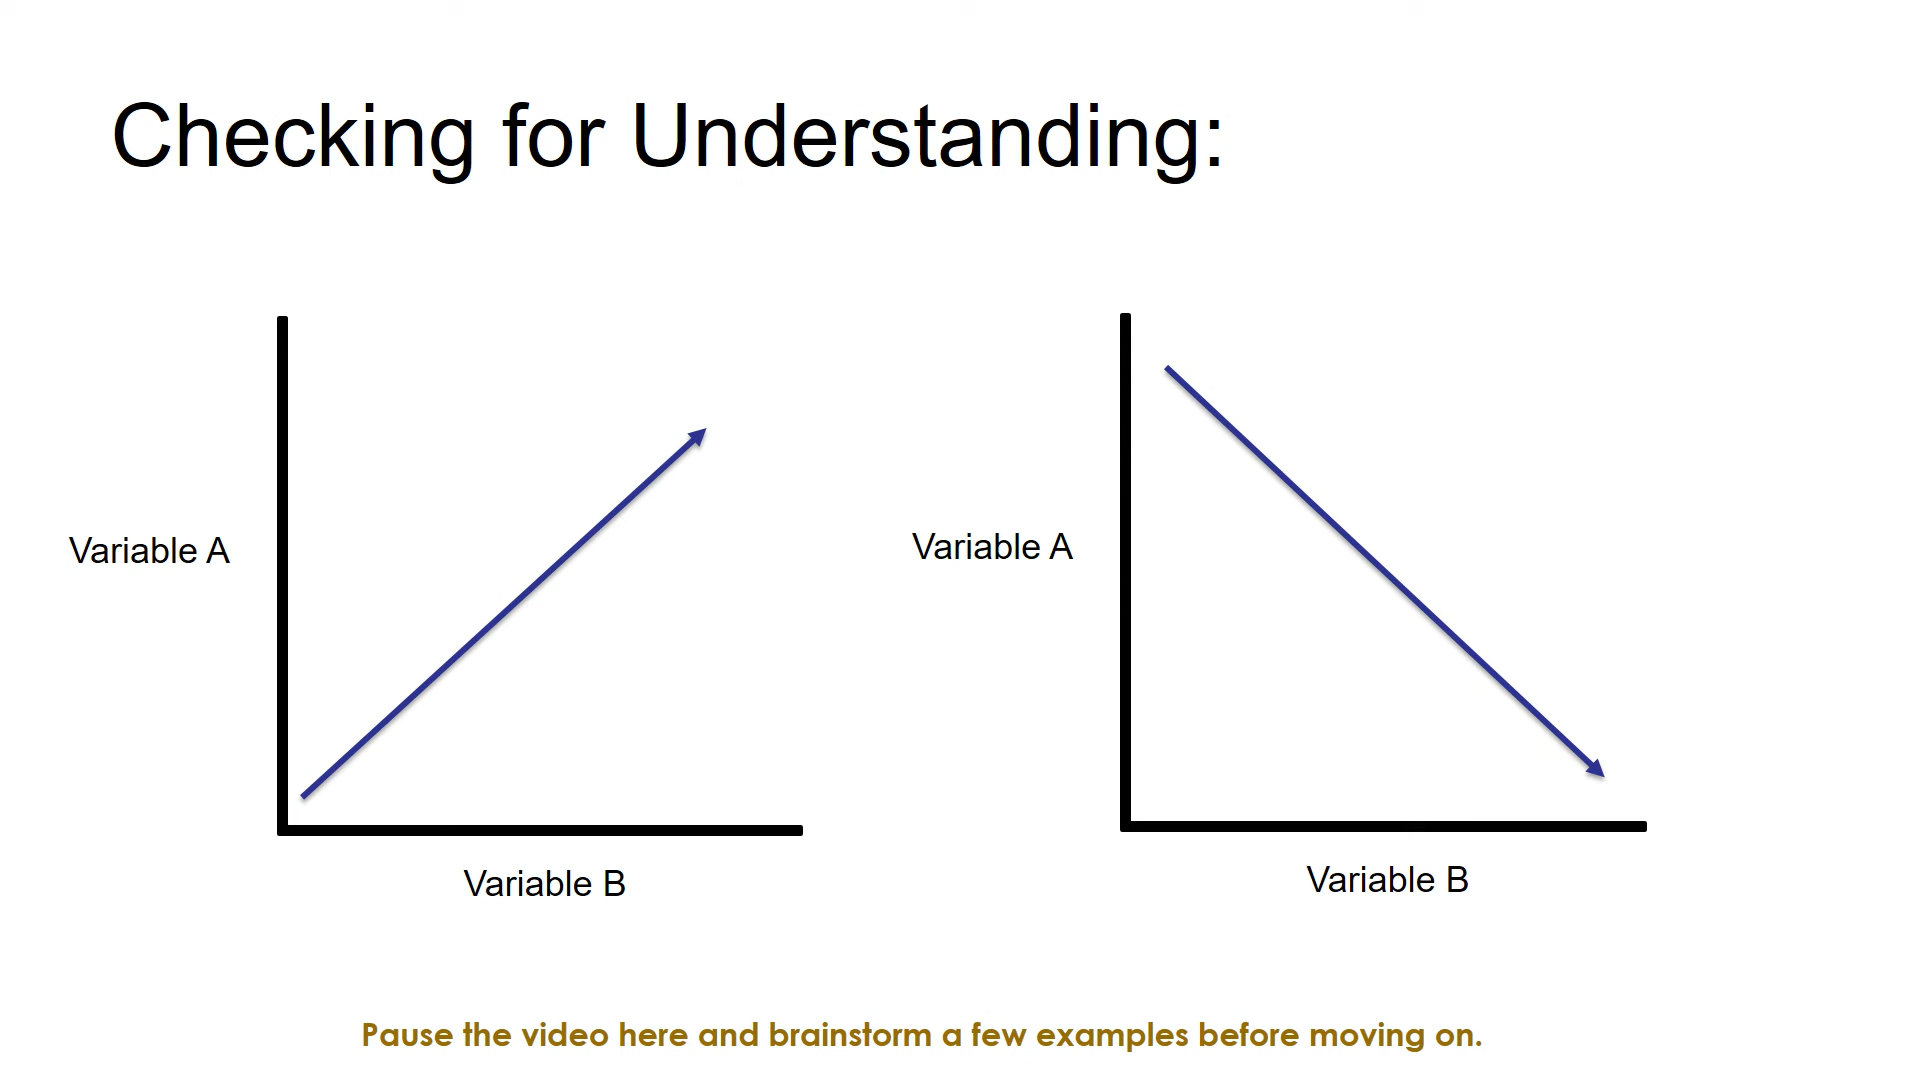 Checking for Understanding:
Variable A
Variable B
Variable A
Variable B
Pause the video here and brainstorm a few examples before moving on.